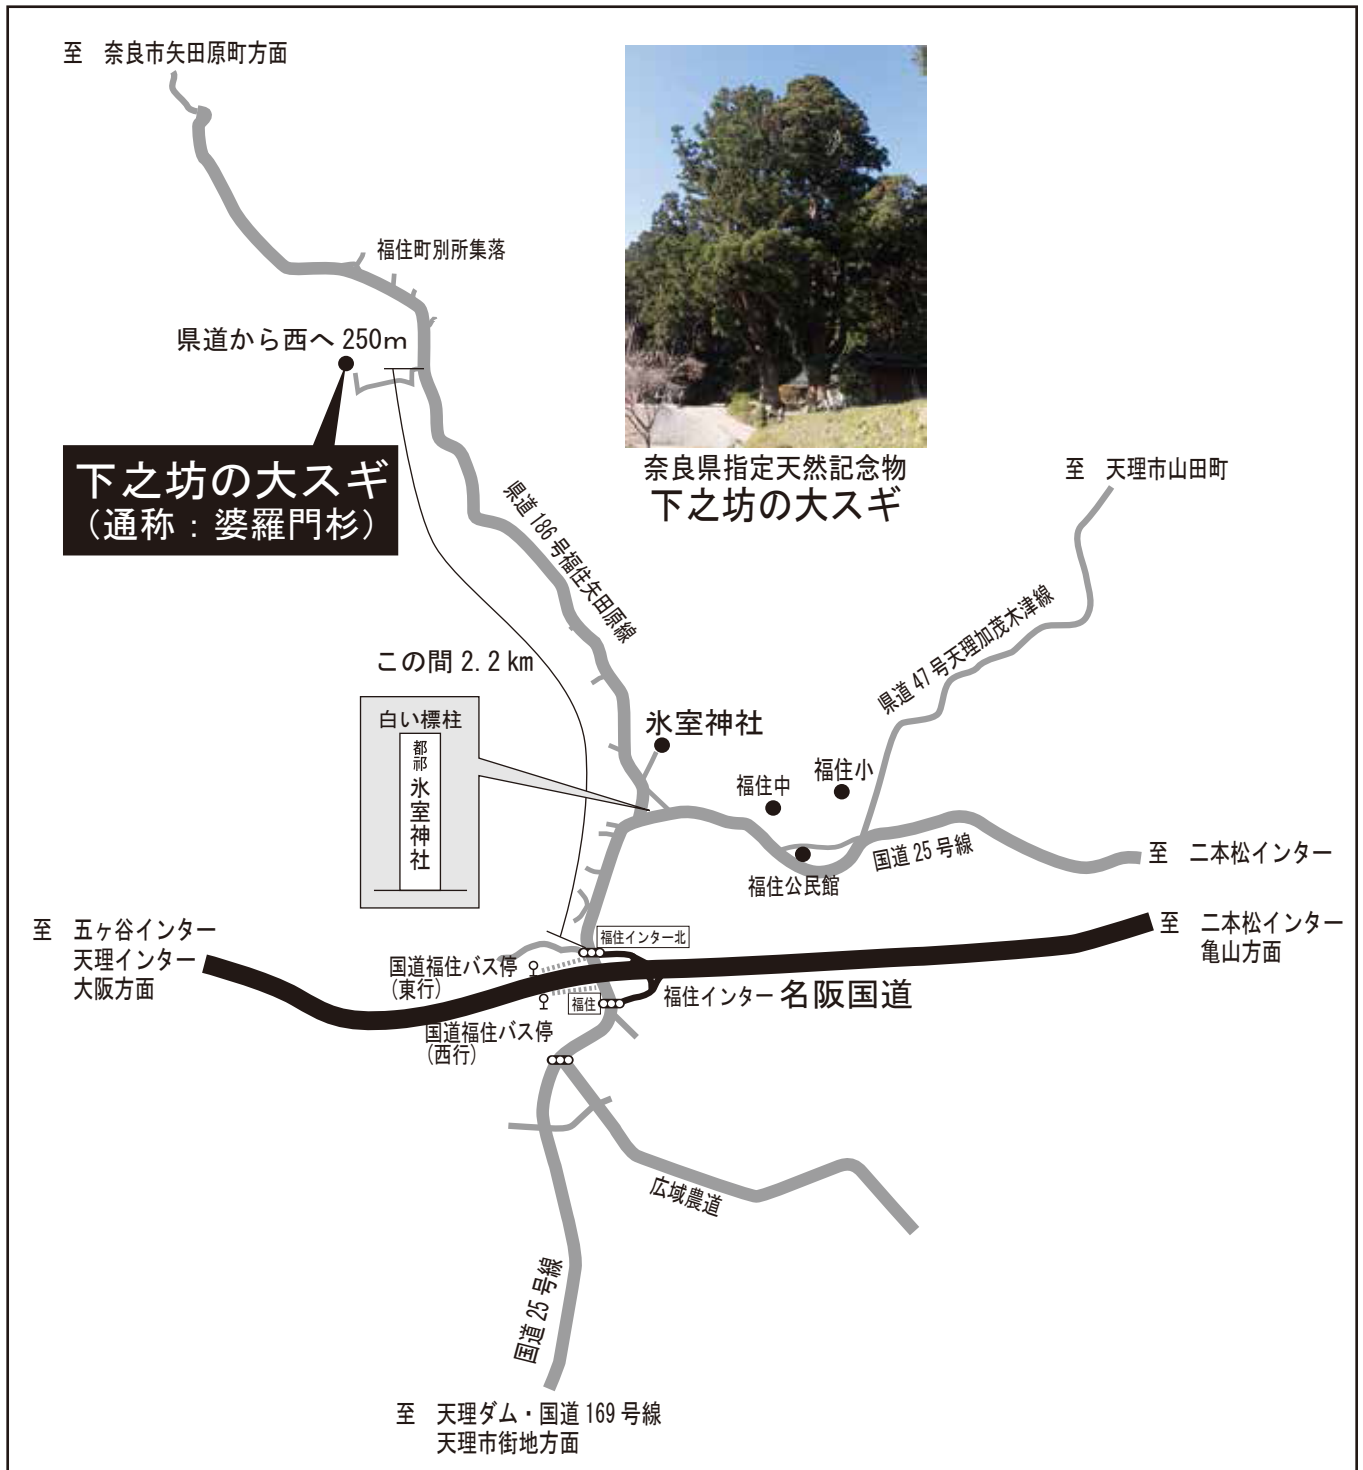 至　奈良市矢田原町方面
福住町別所集落
県道から西へ 250m
下之坊の大スギ
（通称：婆羅門杉）
奈良県指定天然記念物
下之坊の大スギ
至　天理市山田町
県道 186 号福住矢田原線
県道 47 号天理加茂木津線
この間 2.2 km
白い標柱
都祁
氷室神社
氷室神社
福住中
福住小
福住公民館
国道 25 号線
至　二本松インター
至　五ヶ谷インター
天理インター
大阪方面
至　二本松インター
亀山方面
福住インター北
国道福住バス停
（東行）
福住
福住インター
名阪国道
国道福住バス停
（西行）
広域農道
国道 25 号線
至　天理ダム・国道 169 号線
天理市街地方面